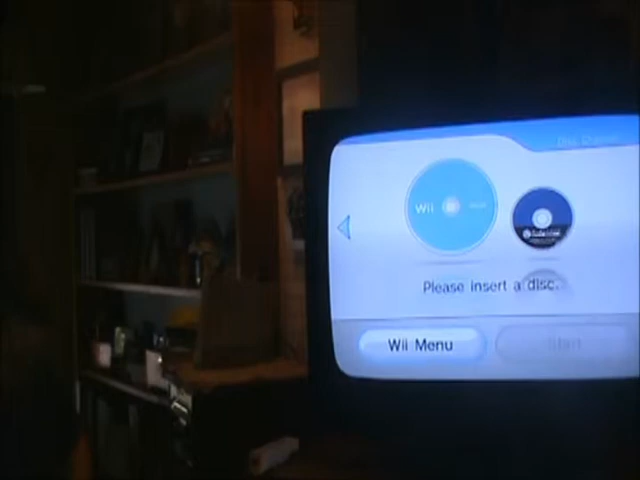 Disc Channel
Wii
Please insert a disc.
Wii Menu
Start